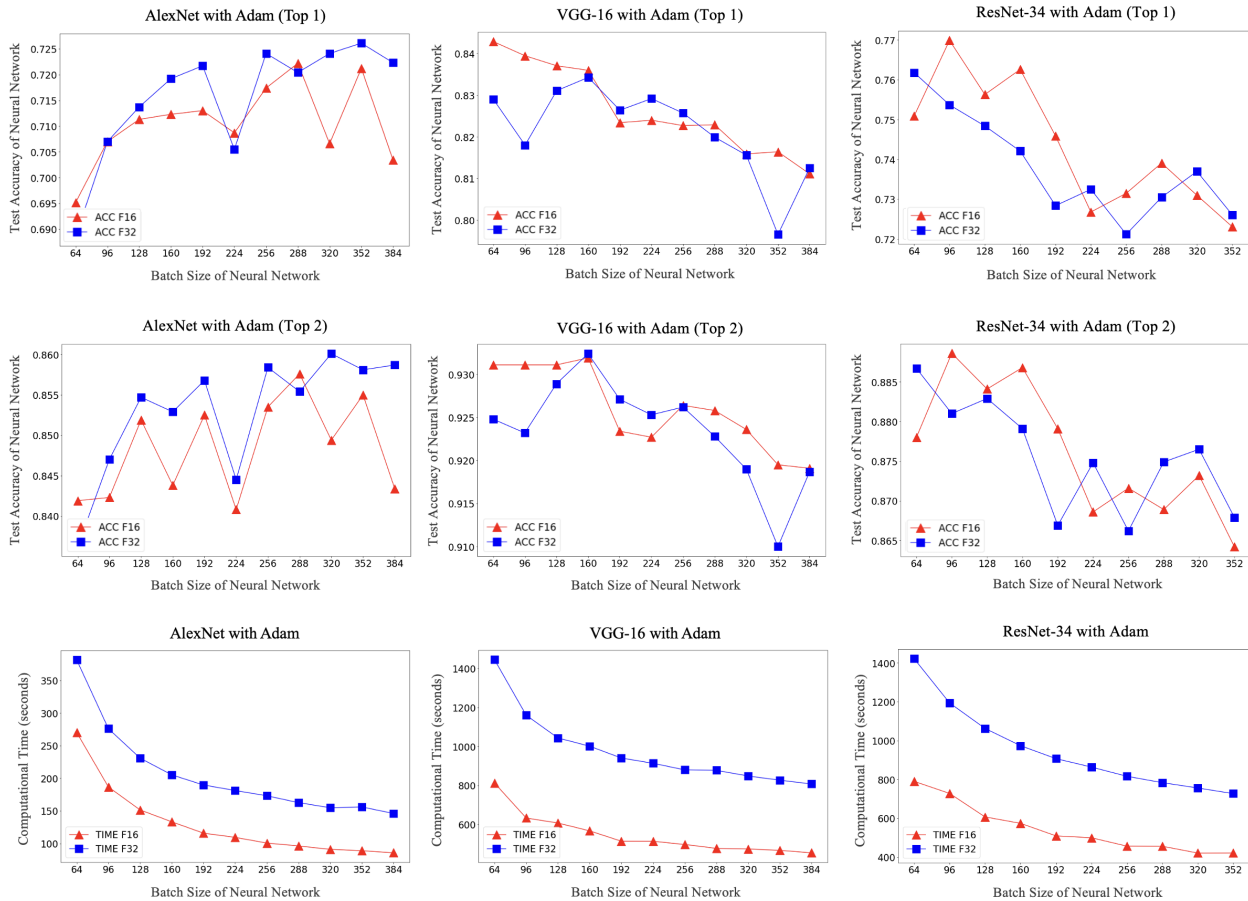 AlexNet with Adam (Top 1)
Test Accuracy of Neural Network
0.725
0.720
0.715
0.710
0.705
0.700
0.695
0.690
ACC F16
ACC F32
64 96 128 160 192 224 256 288 320 352 384
Batch Size of Neural Network
VGG-16 with Adam (Top 1)
Test Accuracy of Neural Network
0.84
0.83
0.82
0.81
0.80
ACC F16
ACC F32
64 96 128 160 192 224 256 288 320 352 384
Batch Size of Neural Network
ResNet-34 with Adam (Top 1)
Test Accuracy of Neural Network
0.77
0.76
0.75
0.74
0.73
0.72
ACC F16
ACC F32
64 96 128 160 192 224 256 288 320 352
Batch Size of Neural Network
AlexNet with Adam (Top 2)
Test Accuracy of Neural Network
0.860
0.855
0.850
0.845
0.840
ACC F16
ACC F32
64 96 128 160 192 224 256 288 320 352 384
Batch Size of Neural Network
VGG-16 with Adam (Top 2)
Test Accuracy of Neural Network
0.930
0.925
0.920
0.915
0.910
ACC F16
ACC F32
64 96 128 160 192 224 256 288 320 352 384
Batch Size of Neural Network
ResNet-34 with Adam (Top 2)
Test Accuracy of Neural Network
0.885
0.880
0.875
0.870
0.865
ACC F16
ACC F32
64 96 128 160 192 224 256 288 320 352
Batch Size of Neural Network
AlexNet with Adam
Computational Time (seconds)
350
300
250
200
150
100
TIME F16
TIME F32
64 96 128 160 192 224 256 288 320 352 384
Batch Size of Neural Network
VGG-16 with Adam
Computational Time (seconds)
1400
1200
1000
800
600
TIME F16
TIME F32
64 96 128 160 192 224 256 288 320 352 384
Batch Size of Neural Network
ResNet-34 with Adam
Computational Time (seconds)
1400
1200
1000
800
600
400
TIME F16
TIME F32
64 96 128 160 192 224 256 288 320 352
Batch Size of Neural Network